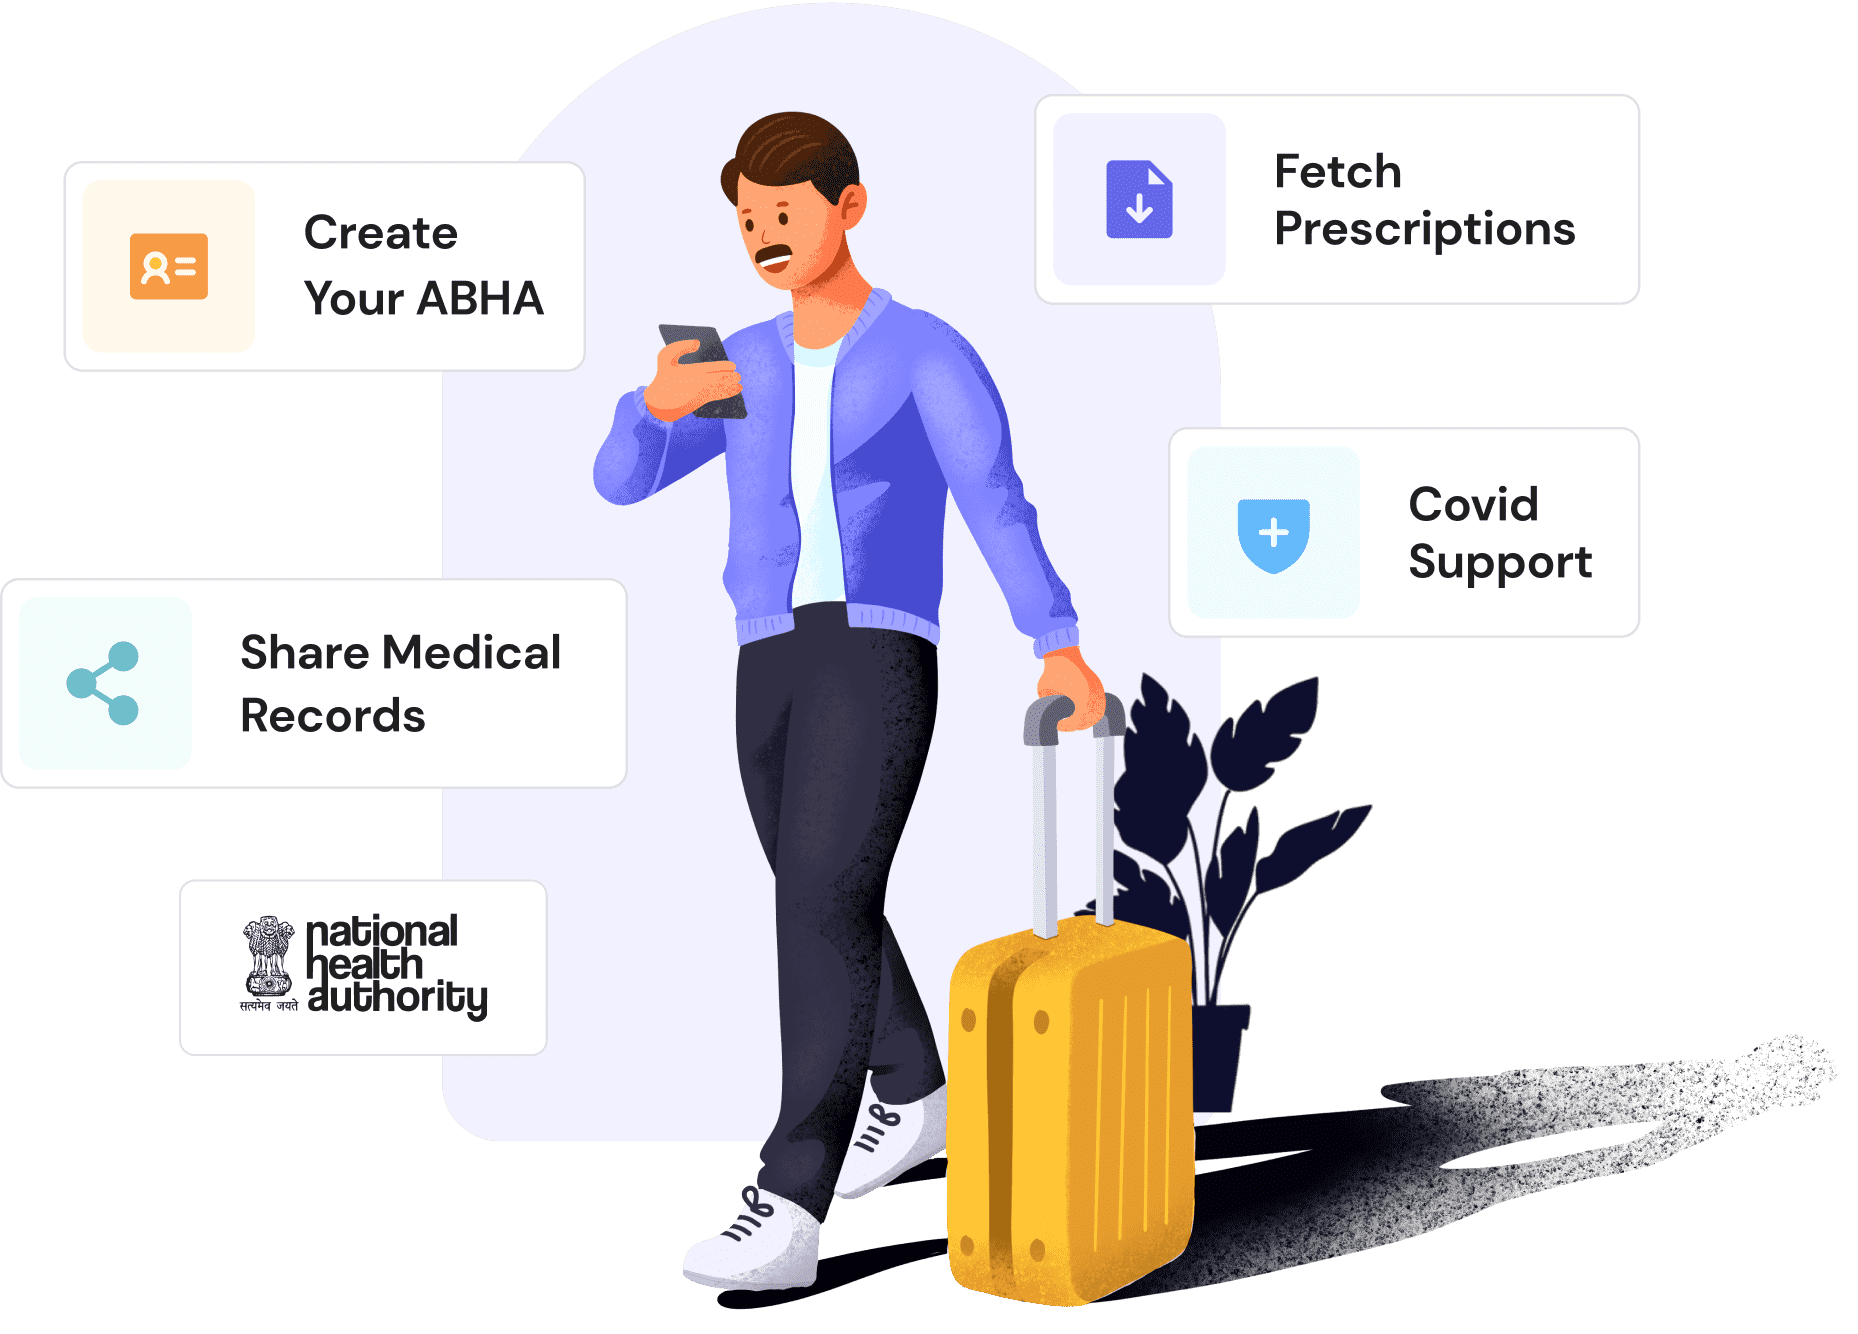 Create
Your ABHA
Fetch
Prescriptions
Covid
Support
Share Medical
Records
national
health
authority
सत्यमेव जयते